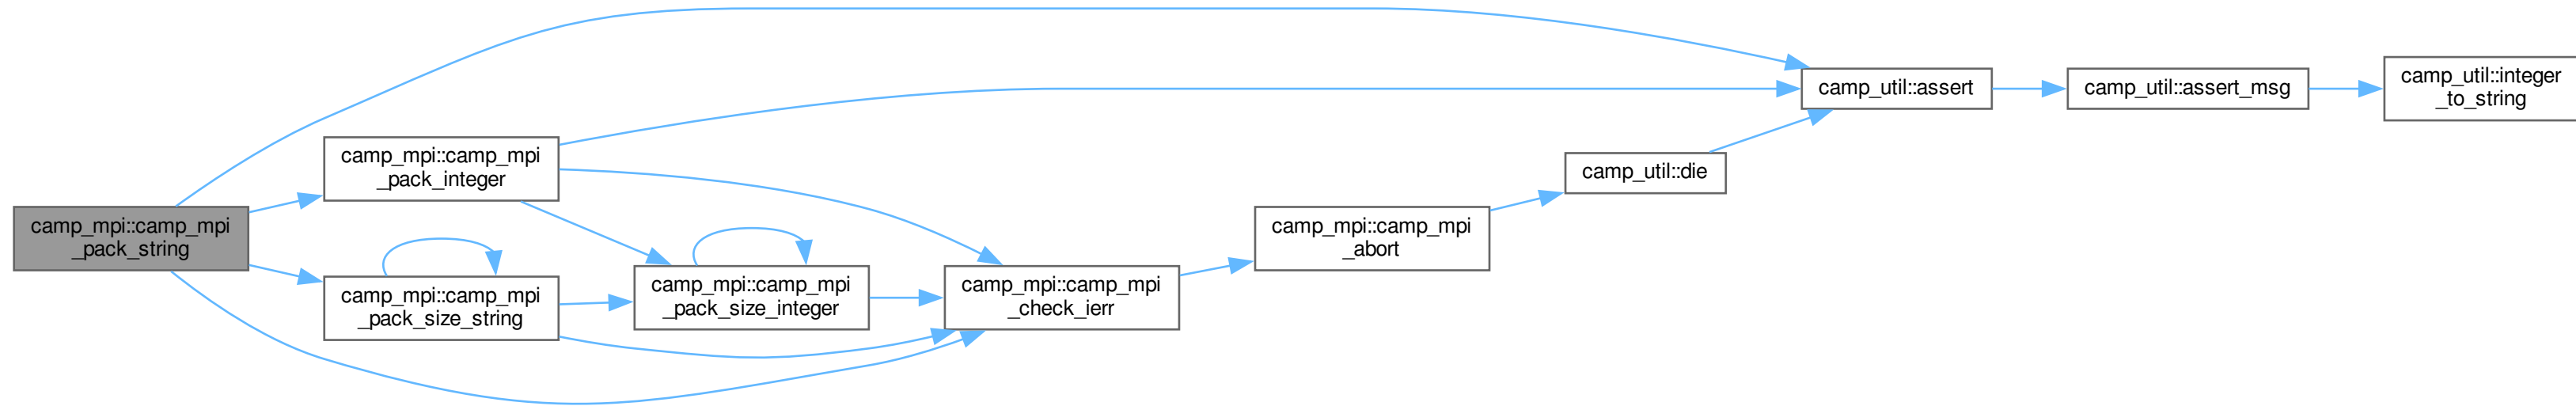 camp_mpi::camp_mpi
_pack_string
camp_mpi::camp_mpi
_pack_integer
camp_mpi::camp_mpi
_pack_size_string
camp_mpi::camp_mpi
_pack_size_integer
camp_mpi::camp_mpi
_check_ierr
camp_mpi::camp_mpi
_abort
camp_util::die
camp_util::assert
camp_util::assert_msg
camp_util::integer
_to_string